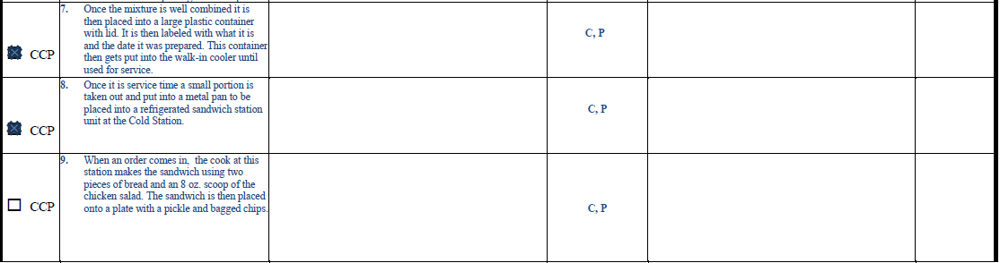 7. Once the mixture is well combined it is
then placed into a large plastic container
with lid. It is then labeled with what it is
and the date it was prepared. This container
then gets put into the walk-in cooler until
used for service.
CCP
C, P
8. Once it is service time a small portion is
taken out and put into a metal pan to be
placed into a refrigerated sandwich station
unit at the Cold Station.
CCP
C, P
9. When an order comes in, the cook at this
station makes the sandwich using two
pieces of bread and an 8 oz. scoop of the
chicken salad. The sandwich is then placed
onto a plate with a pickle and bagged chips.
CCP
C, P